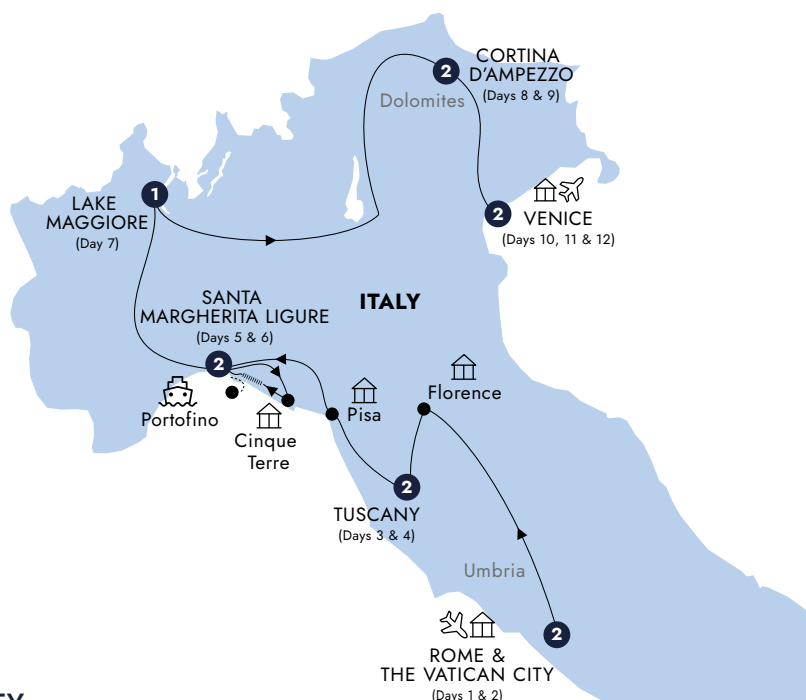 2
CORTINA
D'AMPEZZO
(Days 8 & 9)
Dolomites
1
LAKE
MAGGIORE
(Day 7)
2
VENICE
(Days 10, 11 & 12)
SANTA
MARGHERITA LIGURE
(Days 5 & 6)
2
ITALY
Portofino
Cinque
Terre
Pisa
Florence
2
TUSCANY
(Days 3 & 4)
Umbria
2
ROME &
THE VATICAN CITY
(Days 1 & 2)